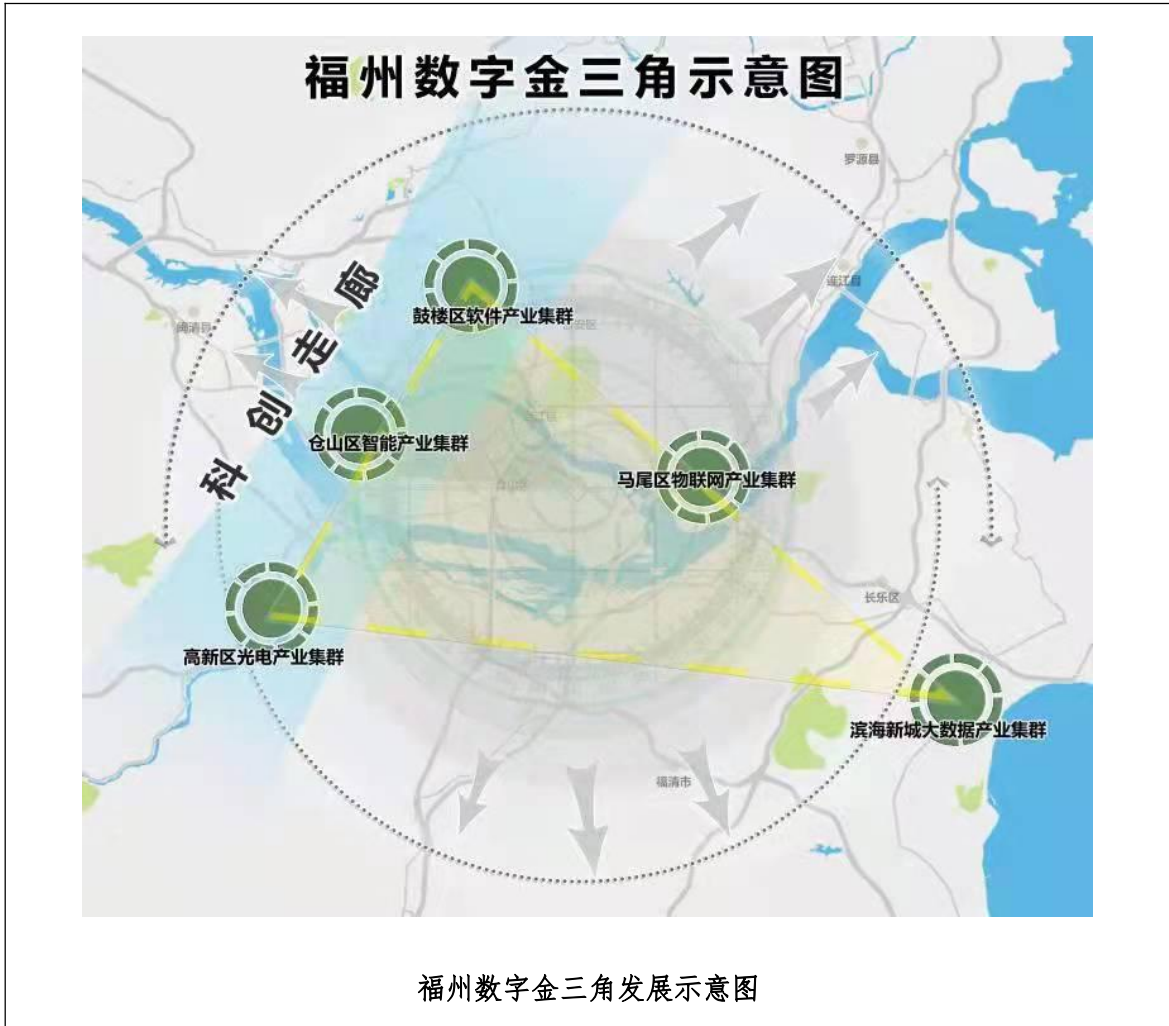 福州数字金三角示意图
罗源县
连江县
闽清县
科创走廊
鼓楼区软件产业集群
仓山区智能产业集群
马尾区物联网产业集群
长乐区
高新区光电产业集群
滨海新城大数据产业集群
福清市
福州数字金三角发展示意图